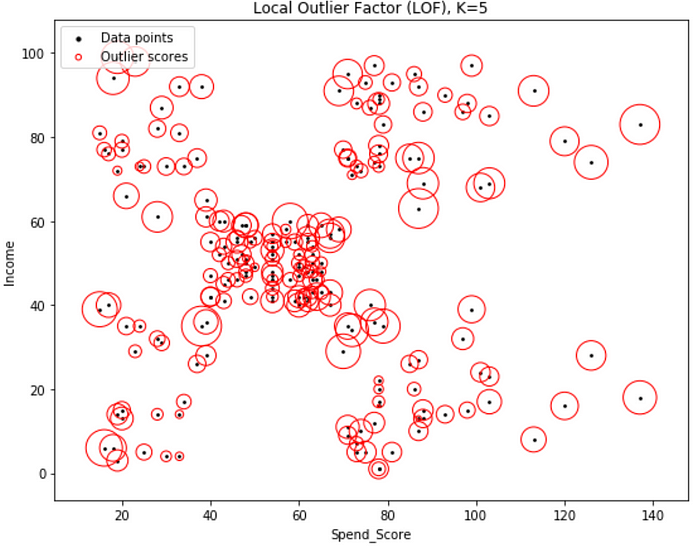 Local Outlier Factor (LOF), K=5
Data points
Outlier scores
100
80
60
40
20
0
Income
20 40 60 80 100 120 140
Spend_Score